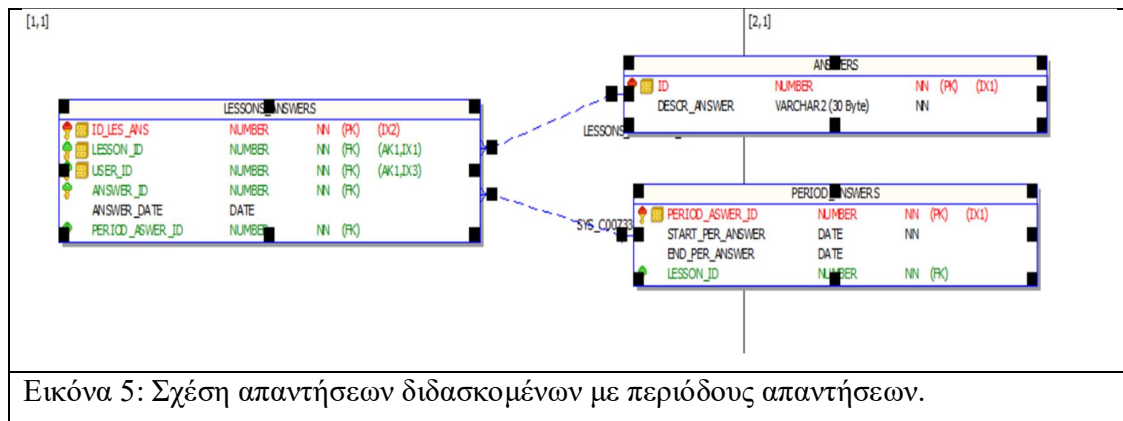 [1,1] [2,1]
LESSONS_ANSWERS
ID_LES_ANS NUMBER NN (PK) (IX2)
LESSON_ID NUMBER NN (FK) (AK1,IX1)
USER_ID NUMBER NN (FK) (AK1,IX3)
ANSWER_ID NUMBER NN (FK)
ANSWER_DATE DATE
PERIOD_ASWER_ID NUMBER NN (FK)
ANSWERS
ID NUMBER NN (PK) (IX1)
DESCR_ANSWER VARCHAR2 (30 Byte) NN
LESSONS_
PERIOD_ANSWERS
PERIOD_ASWER_ID NUMBER NN (PK) (IX1)
START_PER_ANSWER DATE NN
END_PER_ANSWER DATE
LESSON_ID NUMBER NN (FK)
SYS_C00733
Εικόνα 5: Σχέση απαντήσεων διδασκομένων με περιόδους απαντήσεων.